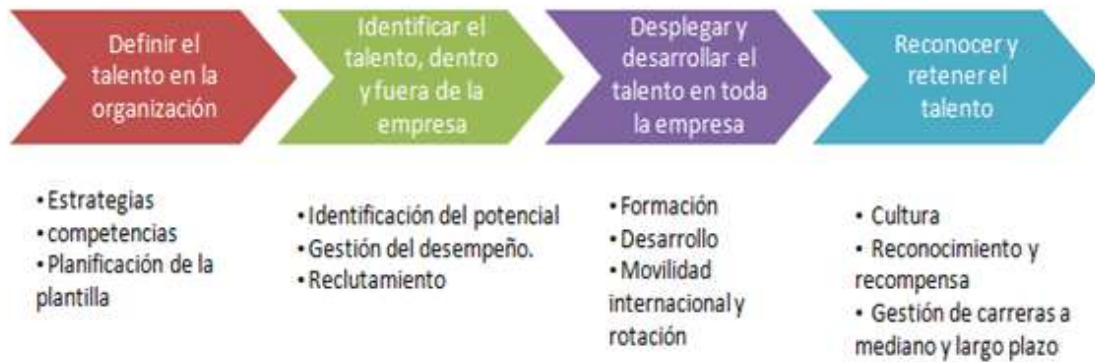 Definir el
talento en la
organización
Identificar el
talento, dentro
y fuera de la
empresa
Desplegar y
desarrollar el
talento en toda
la empresa
Reconocer y
retener el
talento
• Estrategias
• competencias
• Planificación de la
plantilla
• Identificación del potencial
• Gestión del desempeño.
• Reclutamiento
• Formación
• Desarrollo
• Movilidad
internacional y
rotación
• Cultura
• Reconocimiento y
recompensa
• Gestión de carreras a
mediano y largo plazo